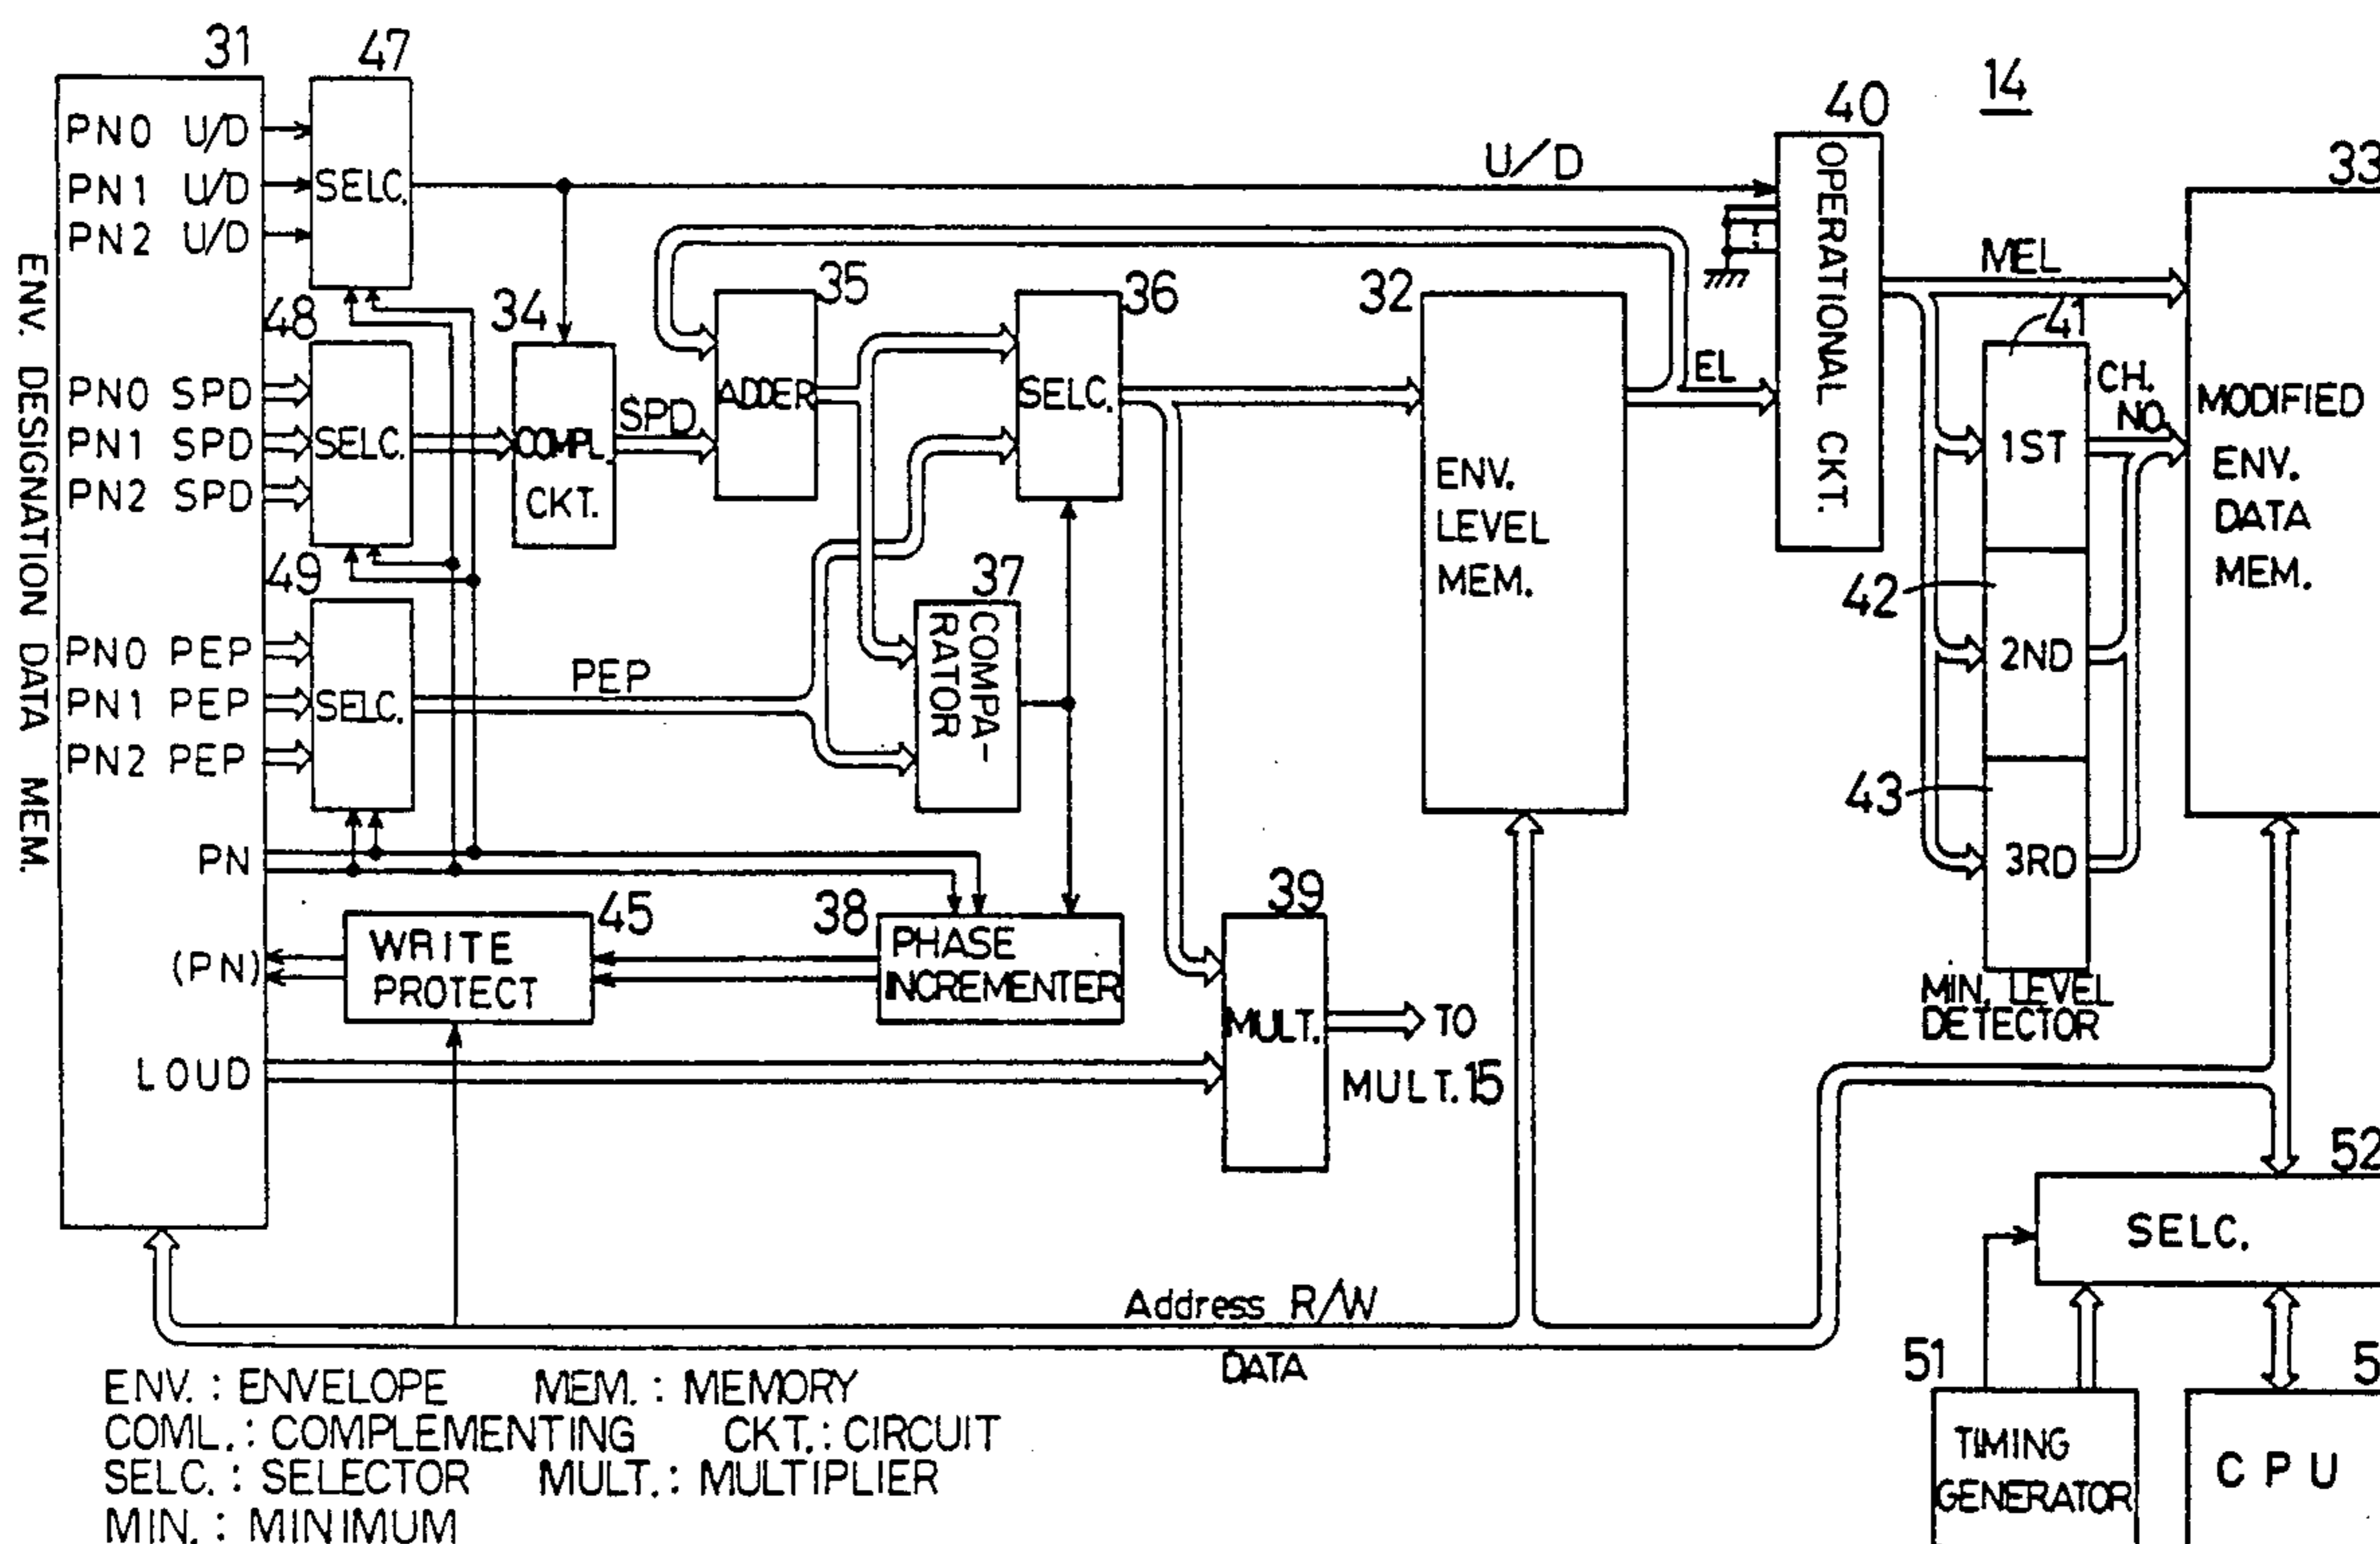 31
47
40
14
33
PN0 U/D
PN1 U/D
PN2 U/D
SELC.
U/D
OPERATIONAL CKT.
ENV. DESIGNATION DATA MEM.
48
34
35
36
32
MEL
41
PN0 SPD
PN1 SPD
PN2 SPD
SELC.
COMPL.
CKT.
SPD
ADDER
SELC.
ENV.
LEVEL
MEM.
EL
CH.
NO.
1ST
MODIFIED
ENV.
DATA
MEM.
49
37
42
PN0 PEP
PN1 PEP
PN2 PEP
SELC.
PEP
COMPA-
RATOR
2ND
43
3RD
PN
45
38
39
(PN)
WRITE
PROTECT
PHASE
INCREMENTER
MULT.
TO
MULT.15
MIN. LEVEL
DETECTOR
LOUD
52
SELC.
Address R/W
DATA
51
5
TIMING
GENERATOR
CPU
ENV. : ENVELOPE MEM. : MEMORY
COML. : COMPLEMENTING CKT. : CIRCUIT
SELC. : SELECTOR MULT. : MULTIPLIER
MIN. : MINIMUM